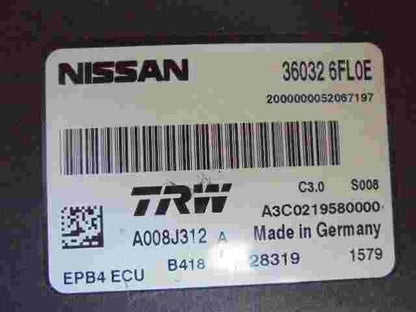 NISSAN 36032 6FL0E
2000000052067197
TRW C3.0 S008
A3C0219580000
A008J312 A Made in Germany
EPB4 ECU B418 28319 1579